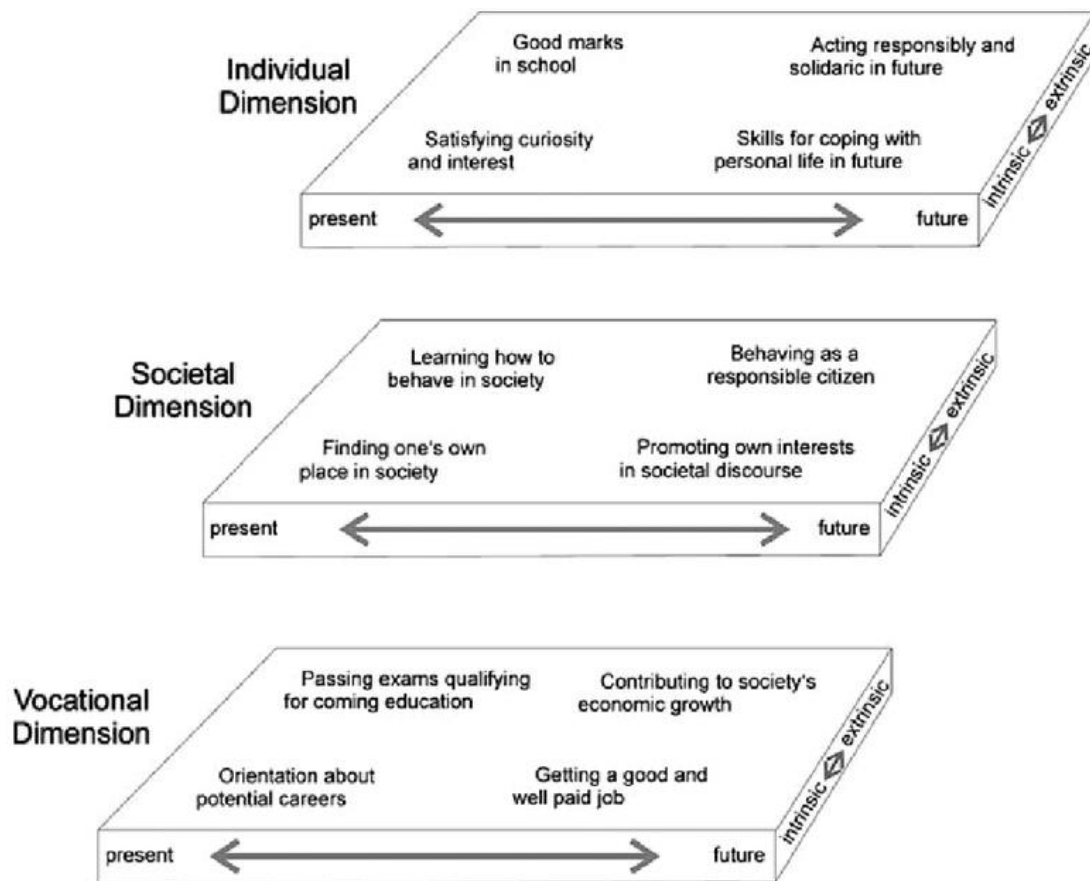 Individual
Dimension
Good marks
in school
Acting responsibly and
solidaric in future
Satisfying curiosity
and interest
Skills for coping with
personal life in future
intrinsic
extrinsic
present
future
Societal
Dimension
Learning how to
behave in society
Behaving as a
responsible citizen
Finding one's own
place in society
Promoting own interests
in societal discourse
intrinsic
extrinsic
present
future
Vocational
Dimension
Passing exams qualifying
for coming education
Contributing to society's
economic growth
Orientation about
potential careers
Getting a good and
well paid job
intrinsic
extrinsic
present
future